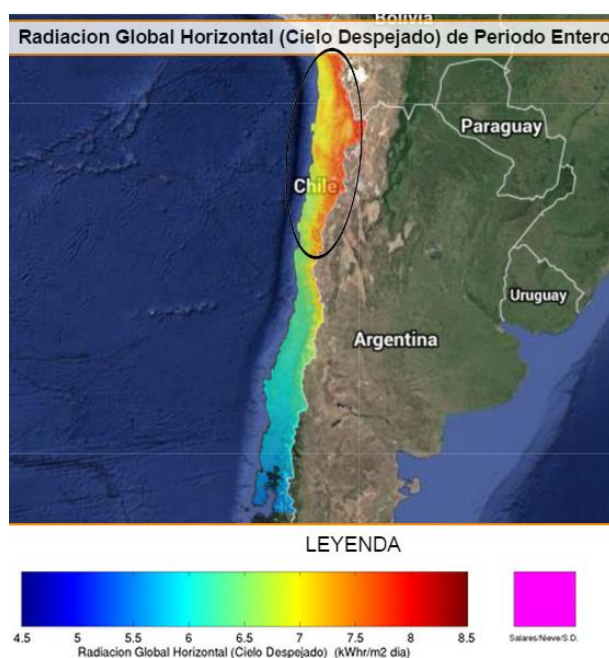 Bolivia
Radiacion Global Horizontal (Cielo Despejado) de Periodo Entero
Paraguay
Chile
Uruguay
Argentina
LEYENDA
4.5 5 5.5 6 6.5 7 7.5 8 8.5
Radiacion Global Horizontal (Cielo Despejado) (kWhr/m2 dia)
Salares/Nieve/S.D.